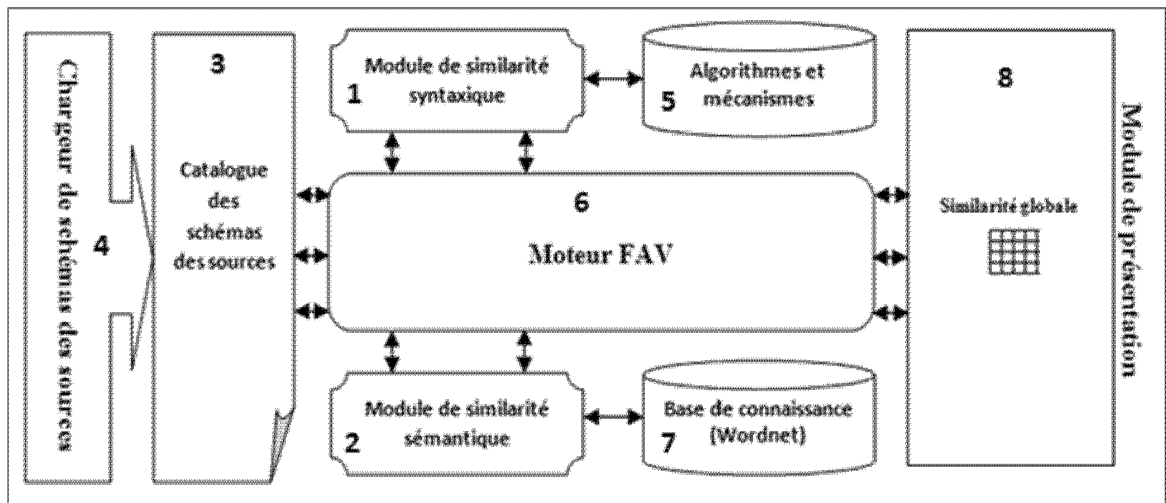 Chargeur de schémas des sources
4
3
Catalogue
des
schémas
des sources
Module de similarité
syntaxique
1
Algorithmes et
mécanismes
5
6
Moteur FAV
Module de similarité
sémantique
2
Base de connaissance
(Wordnet)
7
8
Similarité globale
Module de présentation